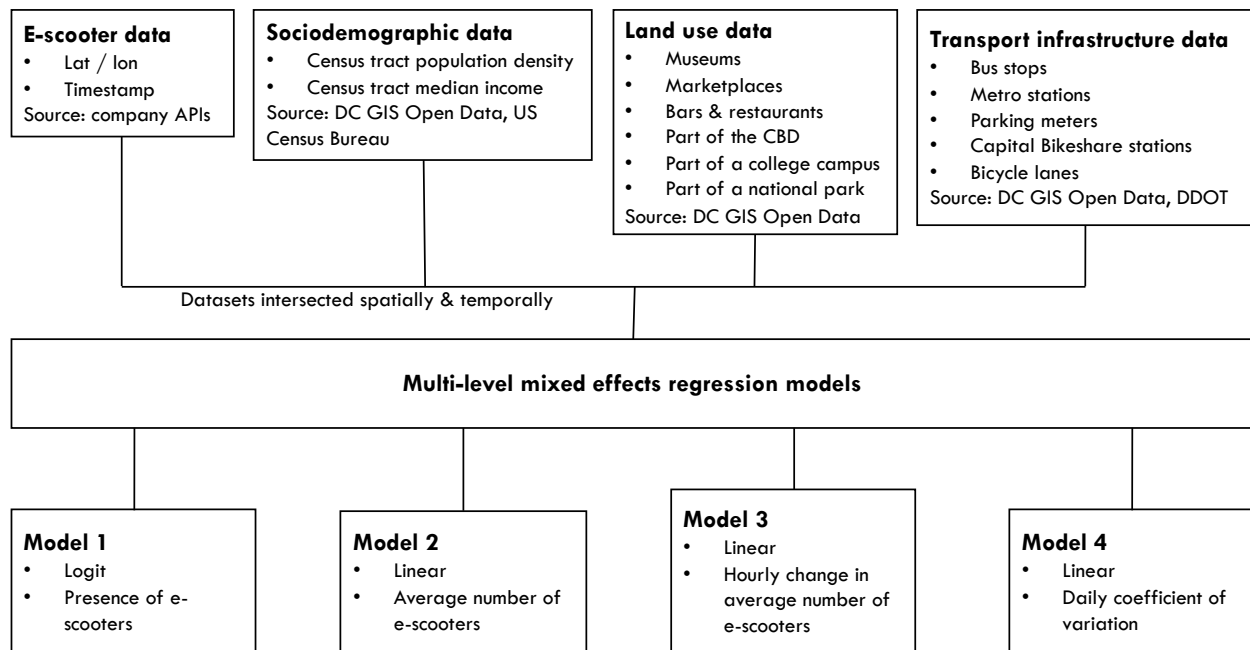 E-scooter data
• Lat / lon
• Timestamp
Source: company APIs
Sociodemographic data
• Census tract population density
• Census tract median income
Source: DC GIS Open Data, US
Census Bureau
Land use data
• Museums
• Marketplaces
• Bars & restaurants
• Part of the CBD
• Part of a college campus
• Part of a national park
Source: DC GIS Open Data
Transport infrastructure data
• Bus stops
• Metro stations
• Parking meters
• Capital Bikeshare stations
• Bicycle lanes
Source: DC GIS Open Data, DDOT
Datasets intersected spatially & temporally
Multi-level mixed effects regression models
Model 1
• Logit
• Presence of e-
scooters
Model 2
• Linear
• Average number of
e-scooters
Model 3
• Linear
• Hourly change in
average number of
e-scooters
Model 4
• Linear
• Daily coefficient of
variation